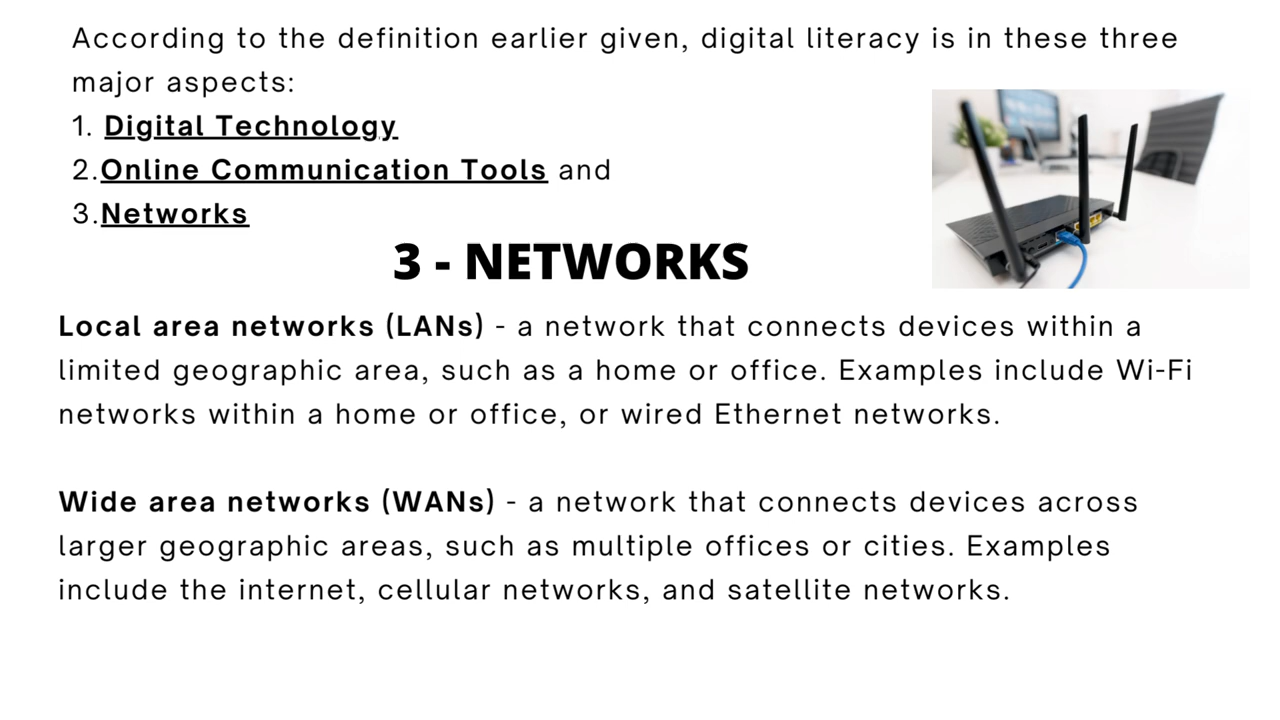 According to the definition earlier given, digital literacy is in these three
major aspects:
1. Digital Technology
2.Online Communication Tools and
3.Networks
3 - NETWORKS
Local area networks (LANs) - a network that connects devices within a
limited geographic area, such as a home or office. Examples include Wi-Fi
networks within a home or office, or wired Ethernet networks.
Wide area networks (WANs) - a network that connects devices across
larger geographic areas, such as multiple offices or cities. Examples
include the internet, cellular networks, and satellite networks.